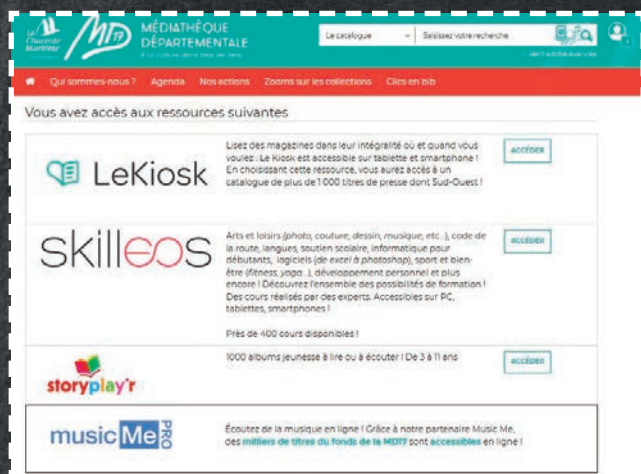 La
Charente
Maritime
MD17
MÉDIATHÈQUE
DÉPARTEMENTALE
Le catalogue
Saisissez votre recherche
Qui sommes-nous ? Agenda Nos actions Zooms sur les collections Clics en bib
Vous avez accès aux ressources suivantes
LeKiosk
Lisez des magazines dans leur intégralité où et quand vous
voulez : Le Kiosk est accessible sur tablette et smartphone !
En choisissant cette ressource, vous aurez accès à un
catalogue de plus de 1 000 titres de presse dont Sud-Ouest !
ACCÉDER
skilleos
Arts et loisirs (photo, couture, dessin, musique, etc...), code de
la route, langues, soutien scolaire, informatique pour
débutants, logiciels (de excel à photoshop), sport et bien-
être (fitness, yoga...), développement personnel et plus
encore ! Découvrez l'ensemble des possibilités de formation !
Des cours réalisés par des experts. Accessibles sur PC,
tablettes, smartphones !
Près de 400 cours disponibles !
ACCÉDER
storyplay'r
1000 albums jeunesse à lire ou à écouter ! De 3 à 11 ans
ACCÉDER
music Me PRO
Écoutez de la musique en ligne ! Grâce à notre partenaire Music Me,
des milliers de titres du fonds de la MD17 sont accessibles en ligne !